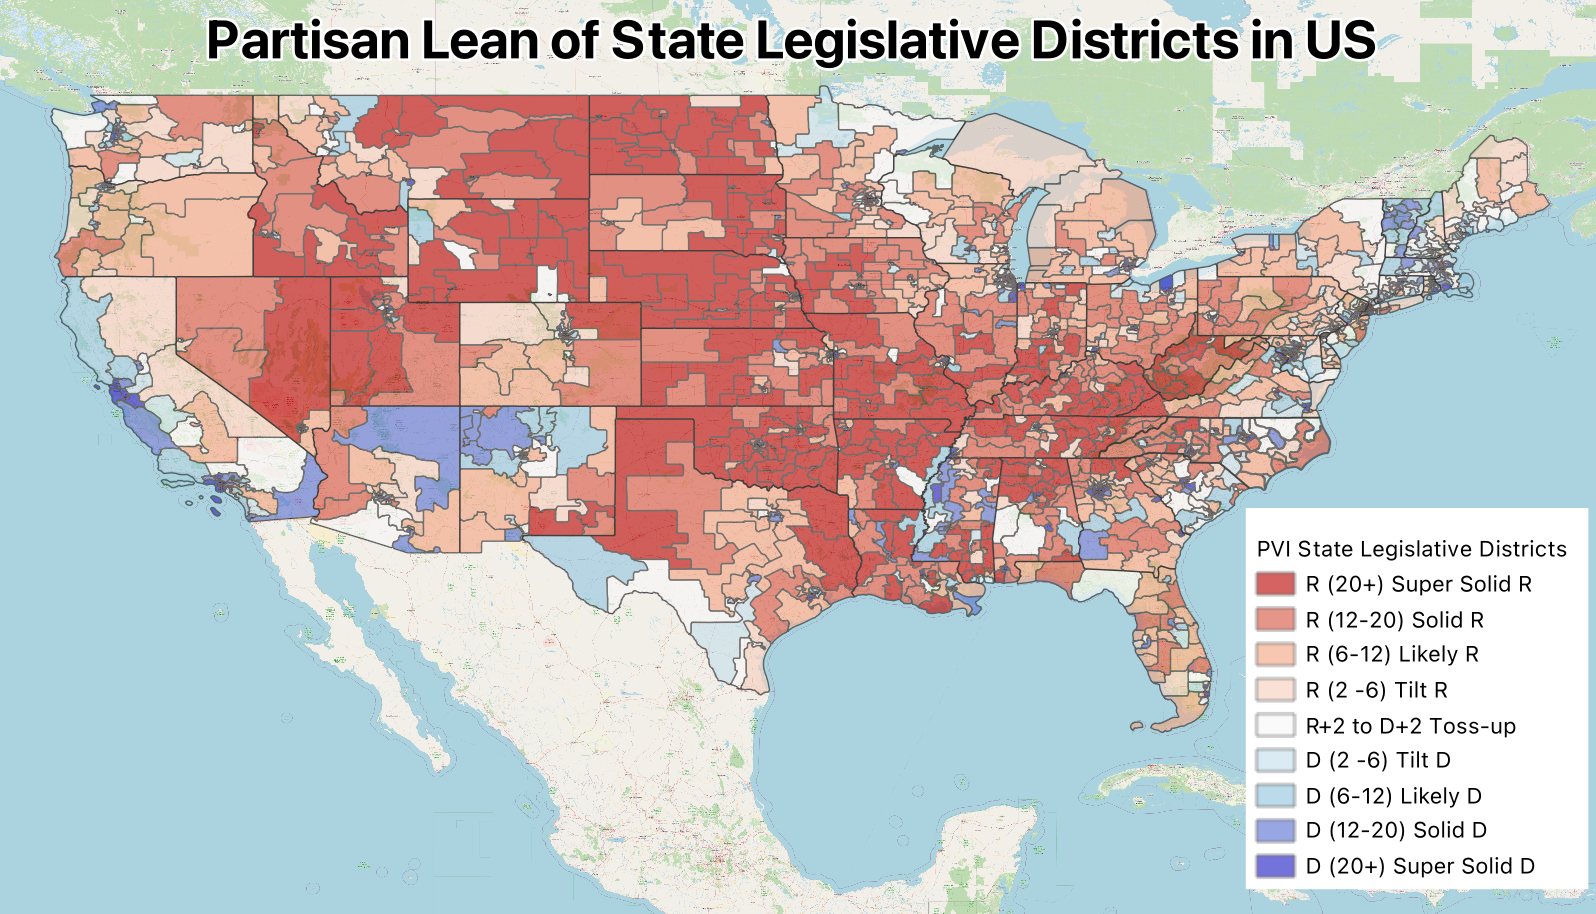 Partisan Lean of State Legislative Districts in US
PVI State Legislative Districts
R (20+) Super Solid R
R (12-20) Solid R
R (6-12) Likely R
R (2 -6) Tilt R
R+2 to D+2 Toss-up
D (2 -6) Tilt D
D (6-12) Likely D
D (12-20) Solid D
D (20+) Super Solid D